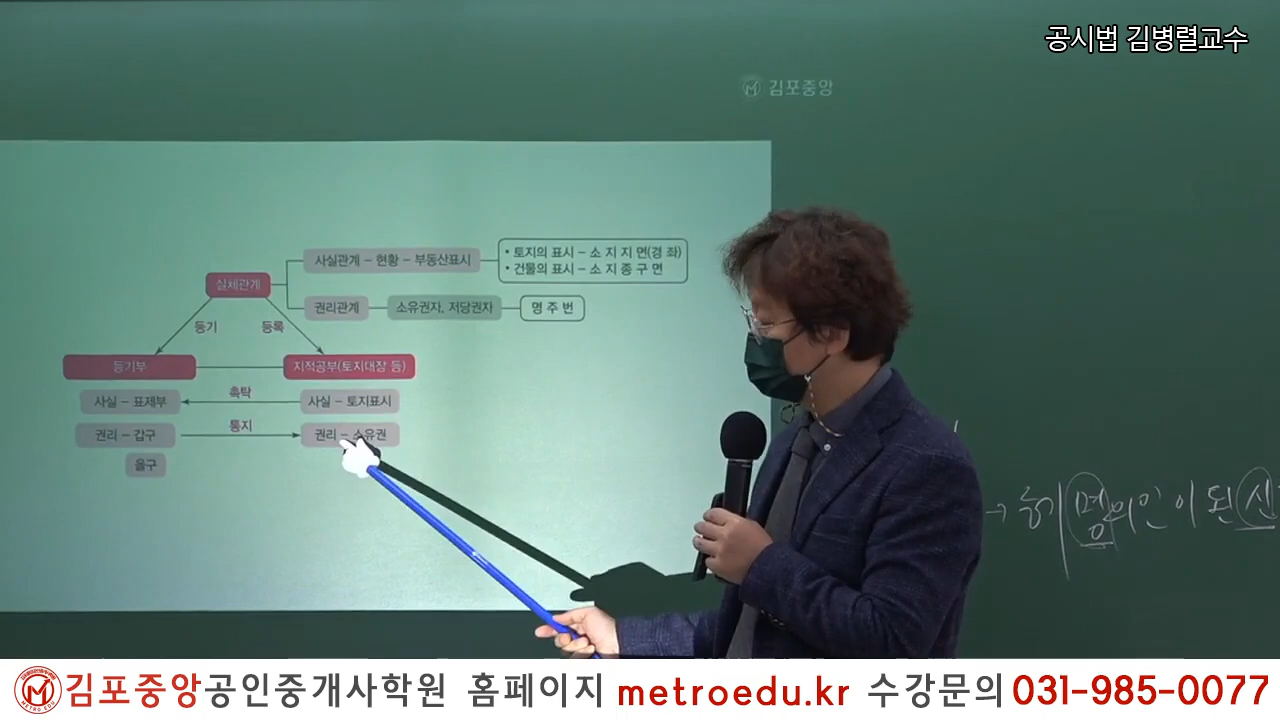 공시법 김병렬교수
김포중앙
사실관계 - 현황 - 부동산표시
• 토지의 표시 - 소 지 지 면(경 좌)
• 건물의 표시 - 소 지 종 구 면
실체관계
권리관계
소유권자, 저당권자
명 주 번
등기
등록
등기부
지적공부(토지대장 등)
사실 - 표제부
촉탁
사실 - 토지표시
권리 - 갑구
통지
권리 - 소유권
을구
METRO EDU
김포중앙공인중개사학원 홈페이지 metroedu.kr 수강문의 031-985-0077